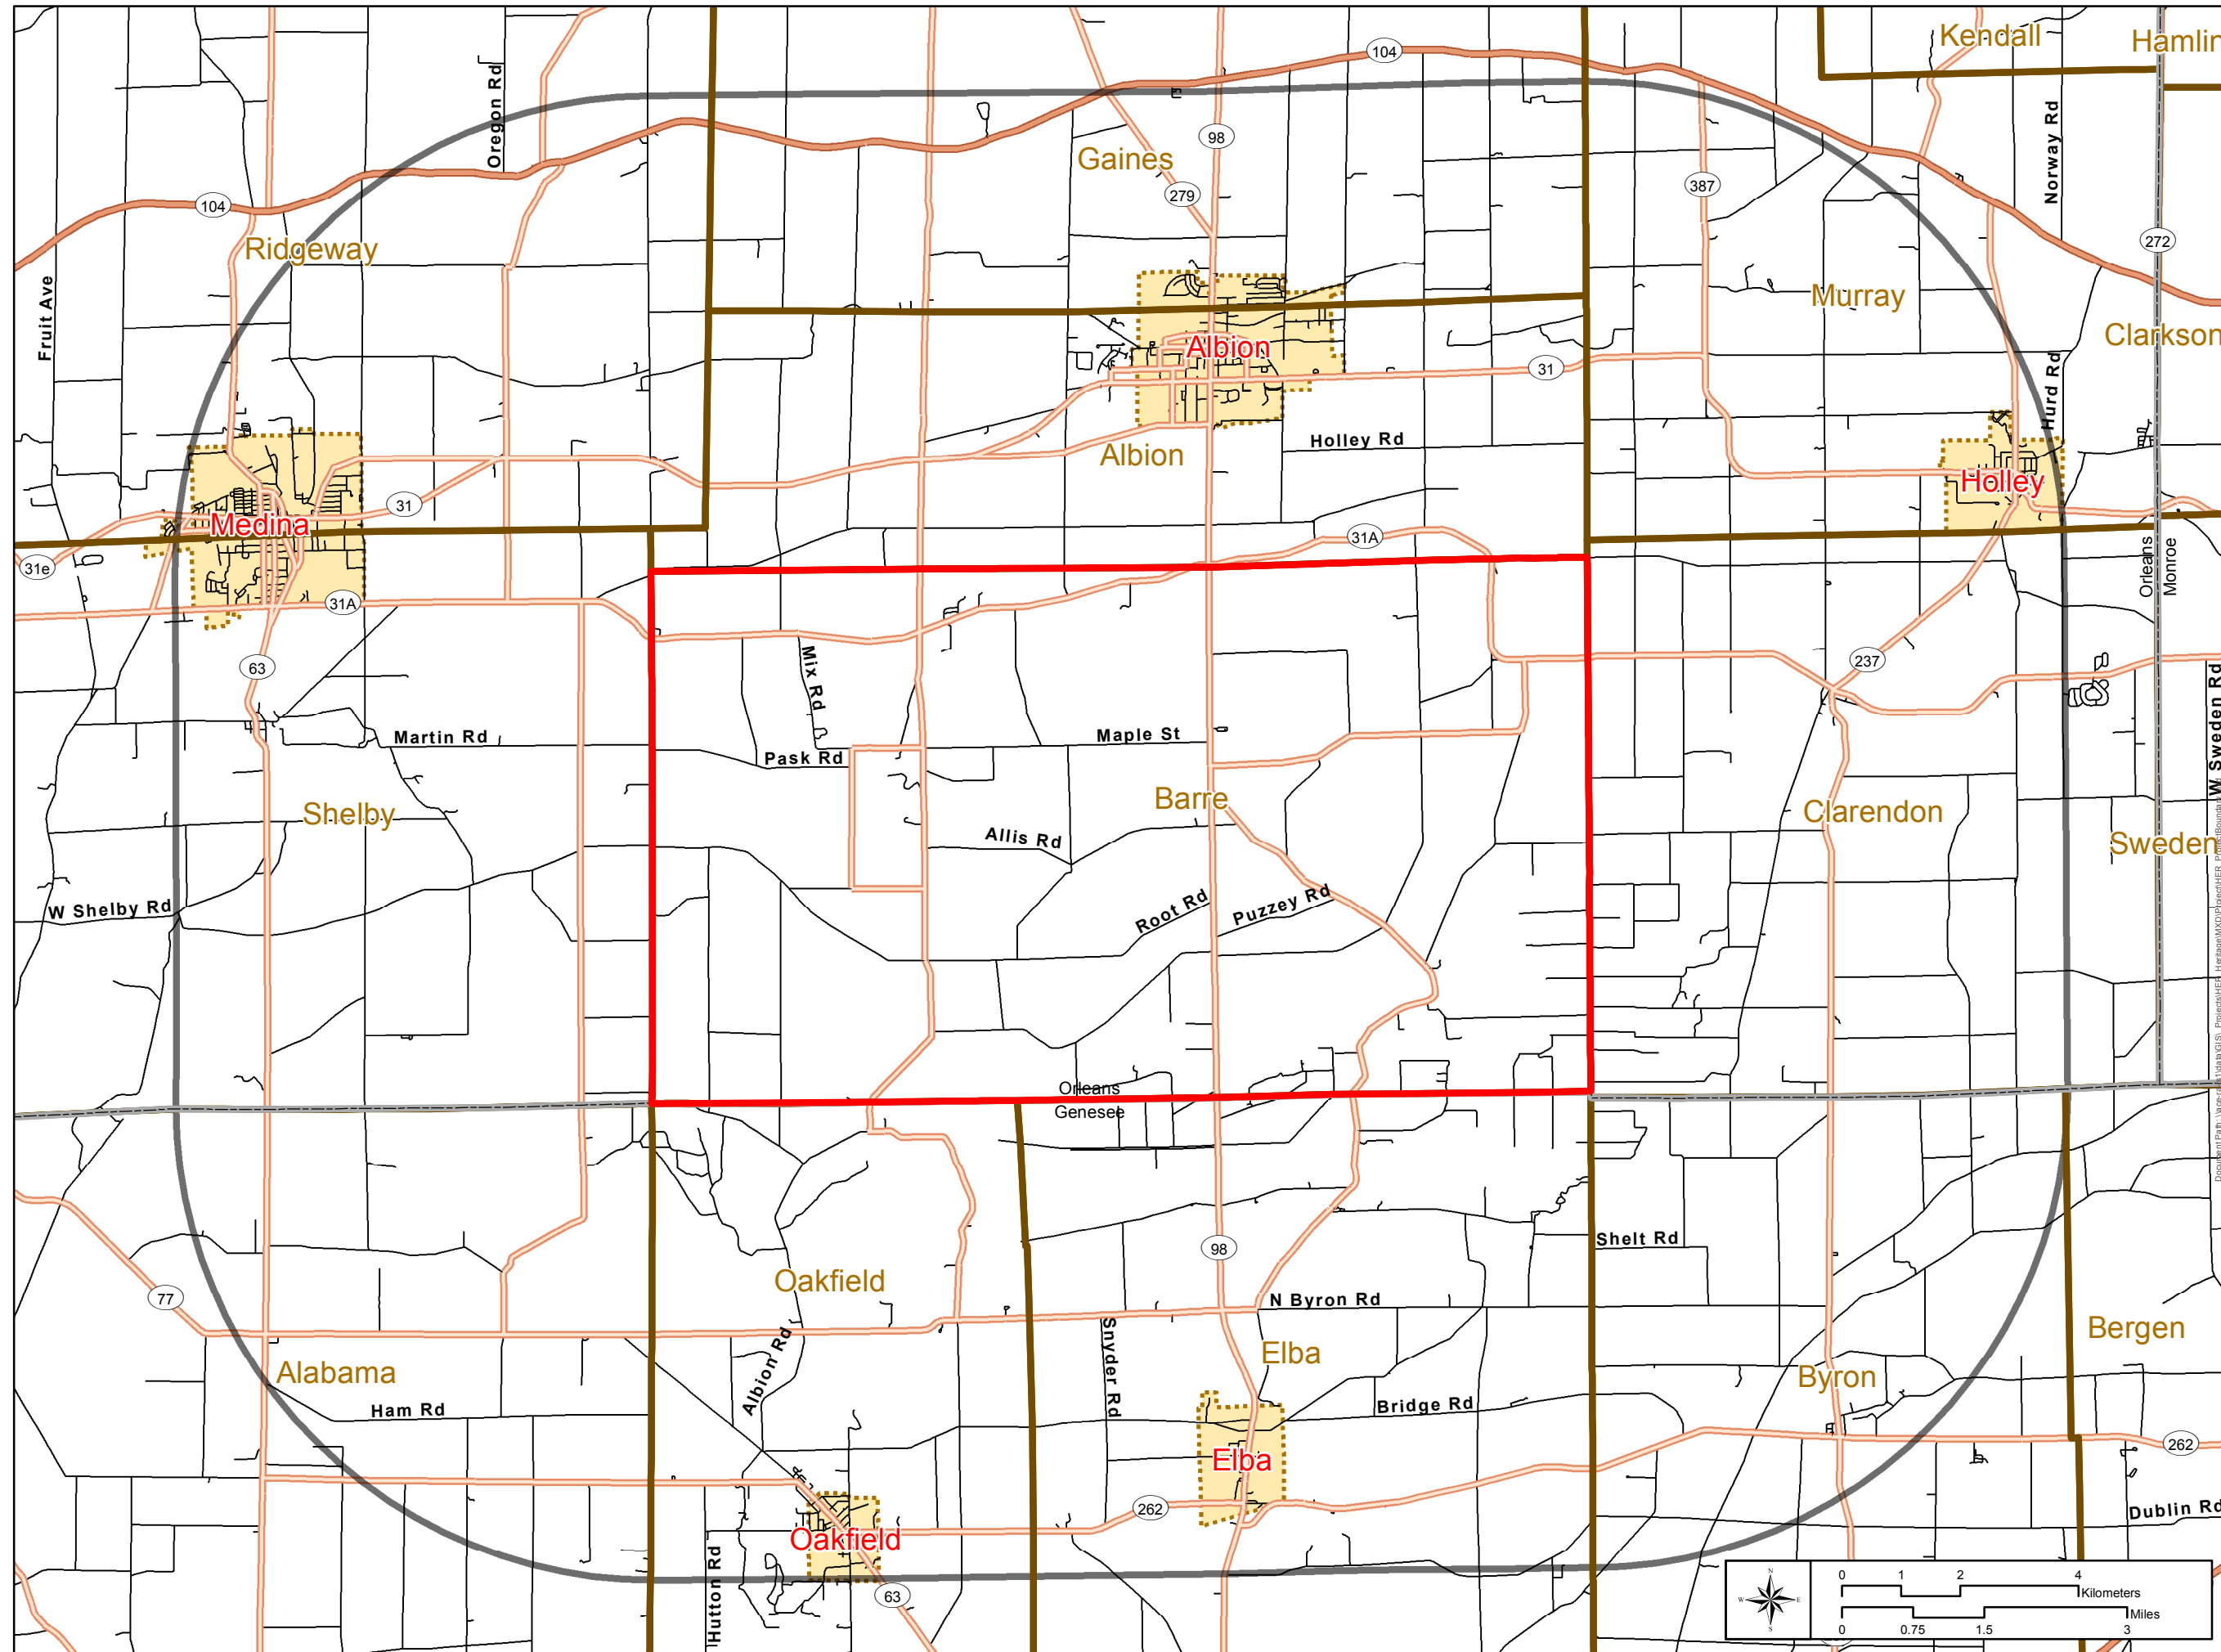 Kendall
Hamlin
104
Oregon Rd
98
Gaines
Norway Rd
387
279
104
272
Ridgeway
Murray
Fruit Ave
Clarkson
Albion
31
Hurd Rd
Holley Rd
Albion
Holley
31
Medina
31A
31e
Orleans
Monroe
31A
63
237
Mix Rd
W Sweden Rd
Martin Rd
Maple St
Pask Rd
Barre
Shelby
Clarendon
Allis Rd
Sweden
W Shelby Rd
Root Rd
Puzzey Rd
Orleans
Genesee
Shelt Rd
98
Oakfield
77
N Byron Rd
Snyder Rd
Bergen
Elba
Albion Rd
Alabama
Byron
Ham Rd
Bridge Rd
262
Elba
262
Dublin Rd
Oakfield
Hutton Rd
63
N
W E
S
0 1 2 4
Kilometers
Miles
0 0.75 1.5 3